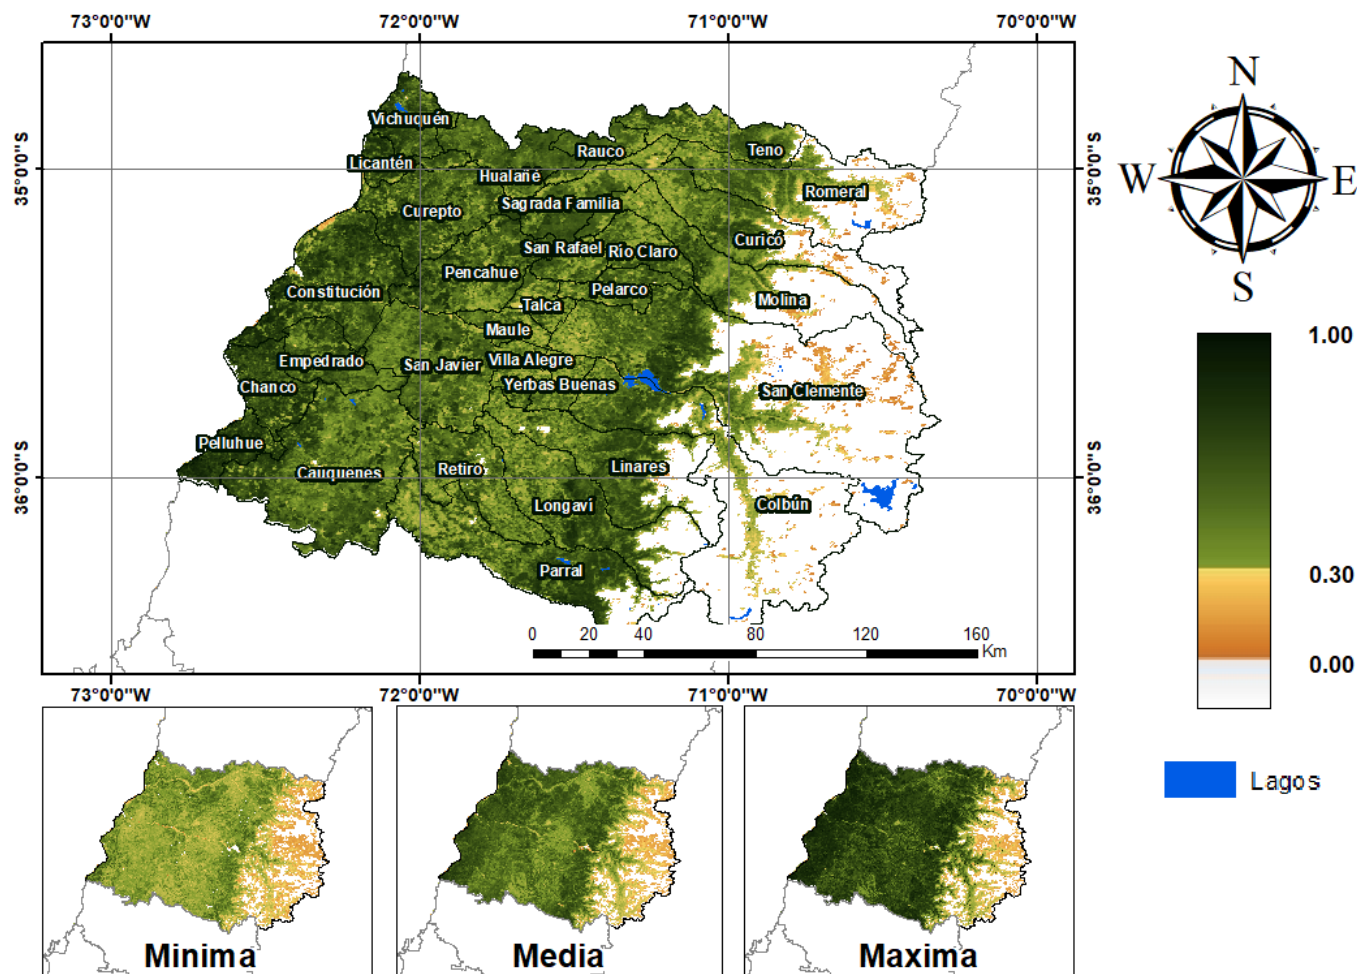 73°0'0"W 72°0'0"W 71°0'0"W 70°0'0"W
N
W E
S
35°0'0"S 35°0'0"S
36°0'0"S 36°0'0"S
Vichuquén
Licantén
Rauco
Teno
Hualañé
Romeral
Sagrada Familia
Curepto
San Rafael
Río Claro
Curicó
Pencahue
Constitución
Pelarco
Molina
Talca
Maule
Empedrado
San Javier
Villa Alegre
Chanco
Yerbas Buenas
San Clemente
Pelluhue
Cauquenes
Retiro
Linares
Longaví
Colbún
Parral
0 20 40 80 120 160
Km
73°0'0"W 72°0'0"W 71°0'0"W 70°0'0"W
1.00
0.30
0.00
Lagos
Minima
Media
Maxima